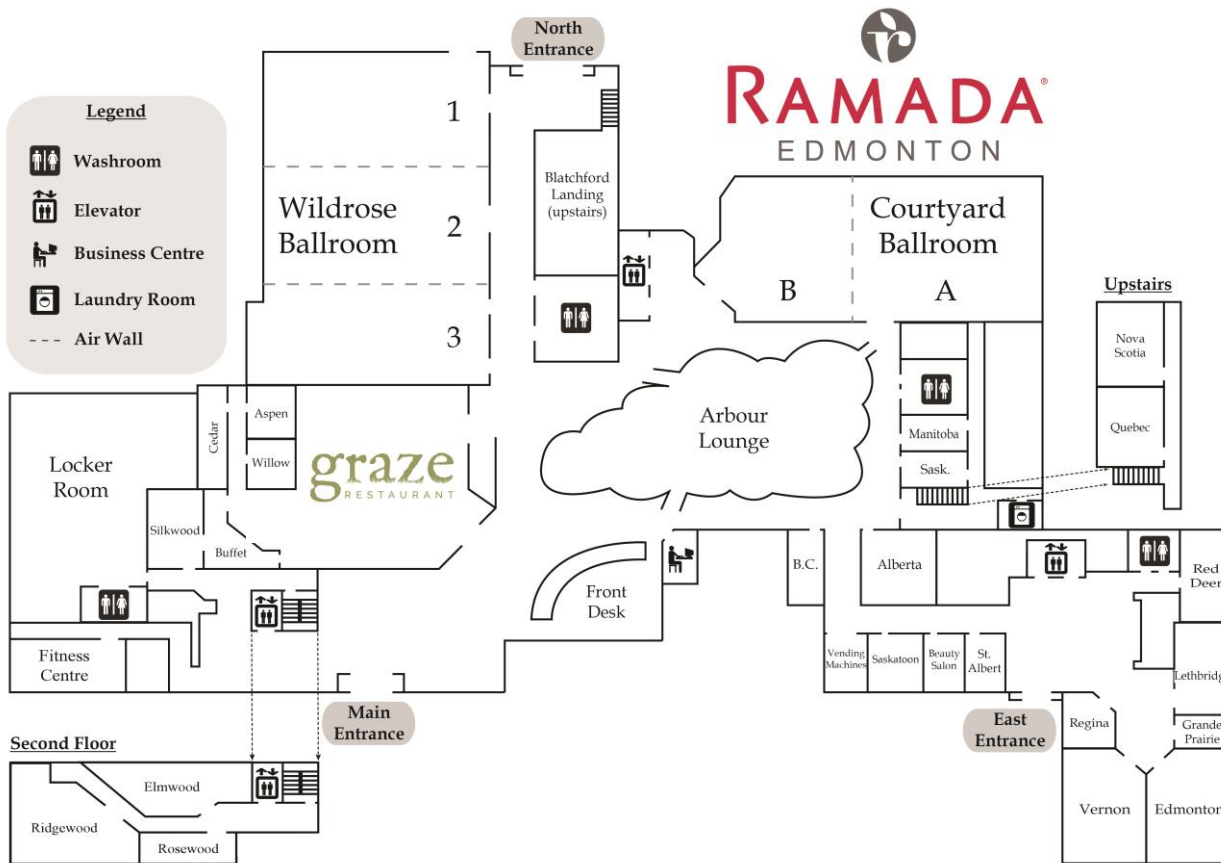 North
Entrance
RAMADA®
EDMONTON
Legend
Washroom
Elevator
Business Centre
Laundry Room
Air Wall
1
Wildrose
Ballroom
2
3
Blatchford
Landing
(upstairs)
Courtyard
Ballroom
B
A
Upstairs
Nova
Scotia
Quebec
Manitoba
Sask.
Arbour
Lounge
Locker
Room
Cedar
Aspen
Willow
graze
RESTAURANT
Silkwood
Buffet
Fitness
Centre
Front
Desk
B.C.
Alberta
Red
Deer
Vending
Machines
Saskatoon
Beauty
Salon
St.
Albert
Lethbridg
Main
Entrance
East
Entrance
Regina
Grande
Prairie
Vernon
Edmonton
Second Floor
Elmwood
Ridgewood
Rosewood